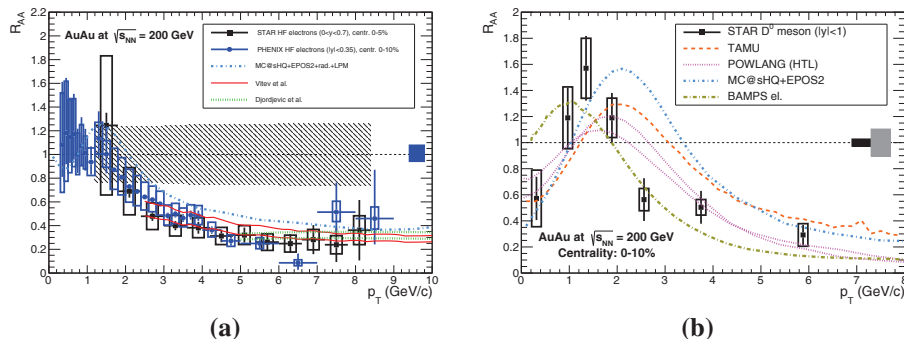 R_AA
2
1.8
1.6
1.4
1.2
1
0.8
0.6
0.4
0.2
0
AuAu at √s_NN = 200 GeV
STAR HF electrons (0<y<0.7), centr. 0-5%
PHENIX HF electrons (|y|<0.35), centr. 0-10%
MC@sHQ+EPOS2+rad.+LPM
Vitev et al.
Djordjevic et al.
0 1 2 3 4 5 6 7 8 9 10
p_T (GeV/c)
(a)
R_AA
2
1.8
1.6
1.4
1.2
1
0.8
0.6
0.4
0.2
0
STAR D⁰ meson (|y|<1)
TAMU
POWLANG (HTL)
MC@sHQ+EPOS2
BAMPS el.
AuAu at √s_NN = 200 GeV
Centrality: 0-10%
0 1 2 3 4 5 6 7 8
p_T (GeV/c)
(b)